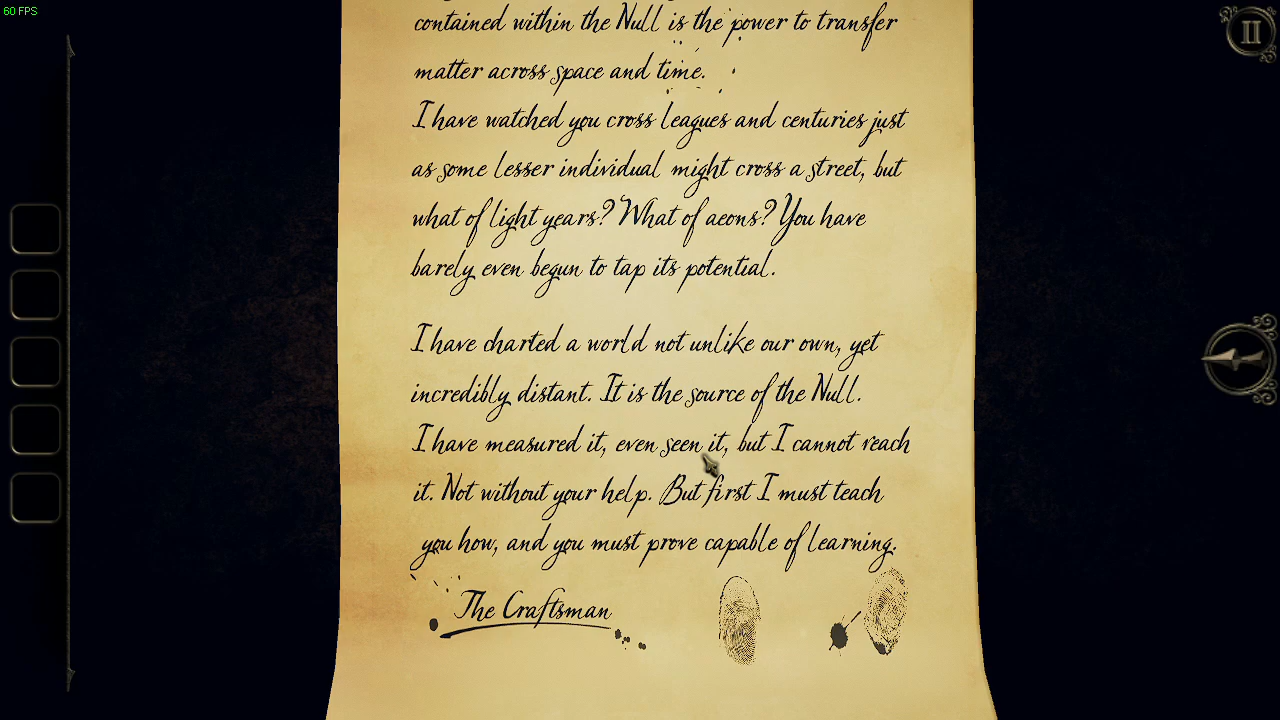 60 FPS
contained within the Null is the power to transfer
matter across space and time.
I have watched you cross leagues and centuries just
as some lesser individual might cross a street, but
what of light years? What of aeons? You have
barely even begun to tap its potential.
I have charted a world not unlike our own, yet
incredibly distant. It is the source of the Null.
I have measured it, even seen it, but I cannot reach
it. Not without your help. But first I must teach
you how, and you must prove capable of learning.
The Craftsman